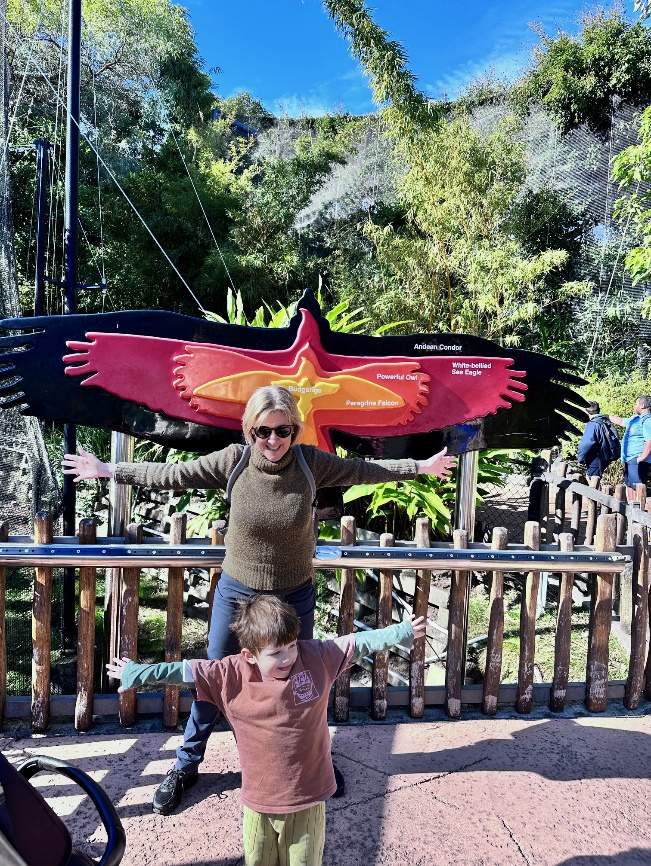 Andean Condor
White-bellied
Sea Eagle
Powerful Owl
Budgerigar
Peregrine Falcon